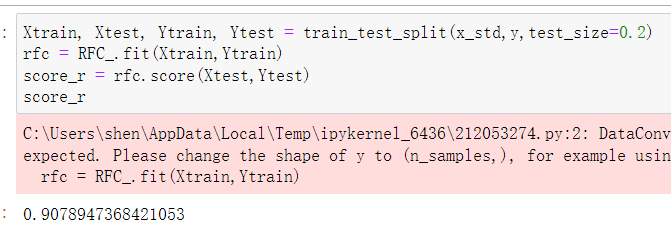 : Xtrain, Xtest, Ytrain, Ytest = train_test_split(x_std,y,test_size=0.2)
rfc = RFC_.fit(Xtrain,Ytrain)
score_r = rfc.score(Xtest,Ytest)
score_r
C:\Users\shen\AppData\Local\Temp\ipykernel_6436\212053274.py:2: DataConv
expected. Please change the shape of y to (n_samples,), for example usin
rfc = RFC_.fit(Xtrain,Ytrain)
: 0.9078947368421053